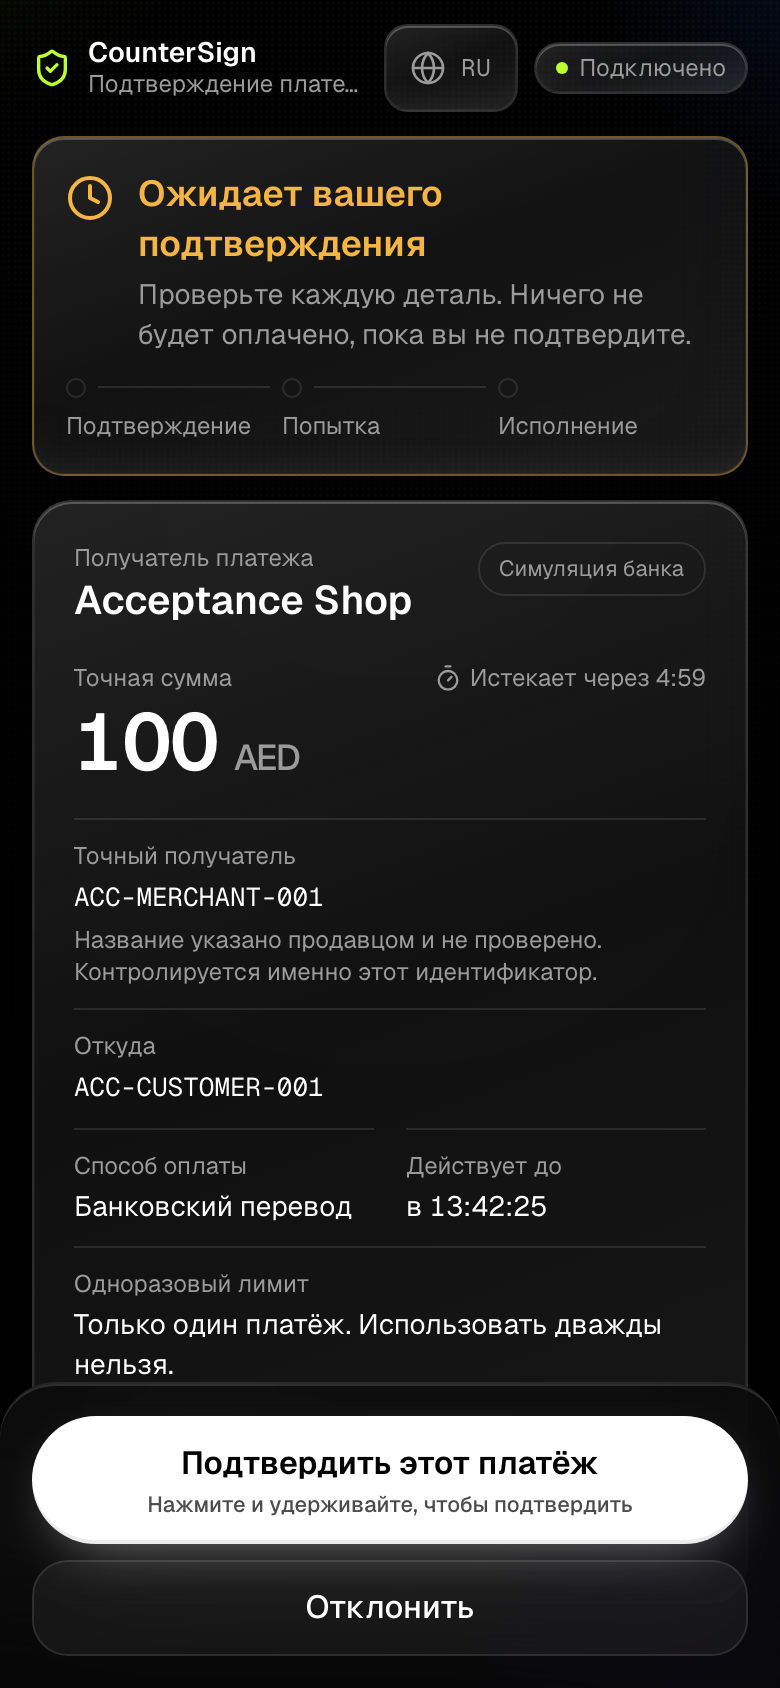 CounterSign
Подтверждение плате...
RU
Подключено
Ожидает вашего
подтверждения
Проверьте каждую деталь. Ничего не
будет оплачено, пока вы не подтвердите.
Подтверждение
Попытка
Исполнение
Получатель платежа
Симуляция банка
Acceptance Shop
Точная сумма
Истекает через 4:59
100 AED
Точный получатель
ACC-MERCHANT-001
Название указано продавцом и не проверено.
Контролируется именно этот идентификатор.
Откуда
ACC-CUSTOMER-001
Способ оплаты
Действует до
Банковский перевод
в 13:42:25
Одноразовый лимит
Только один платёж. Использовать дважды
нельзя.
Подтвердить этот платёж
Нажмите и удерживайте, чтобы подтвердить
Отклонить